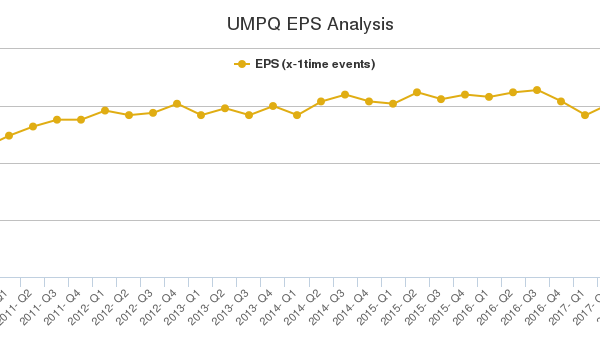 UMPQ EPS Analysis
EPS (x-1time events)
Q1
2011- Q2
2011- Q3
2011- Q4
2012- Q1
2012- Q2
2012- Q3
2012- Q4
2013- Q1
2013- Q2
2013- Q3
2013- Q4
2014- Q1
2014- Q2
2014- Q3
2014- Q4
2015- Q1
2015- Q2
2015- Q3
2015- Q4
2016- Q1
2016- Q2
2016- Q3
2016- Q4
2017- Q1
2017-